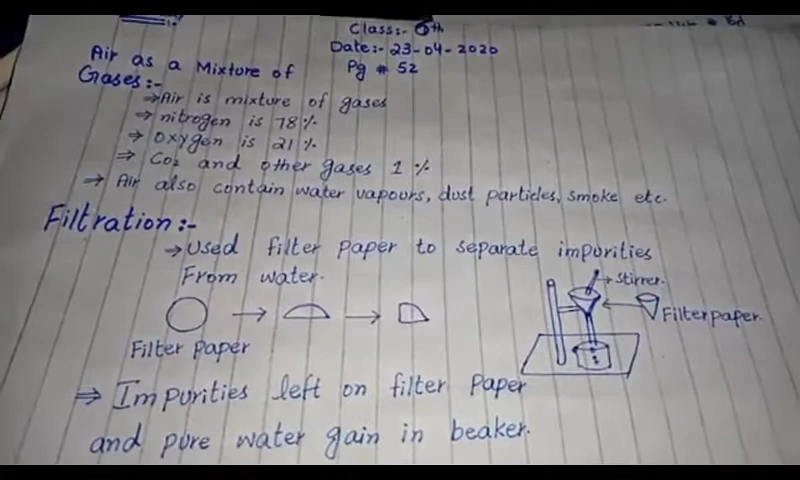 Class:- 6th
Date:- 23-04-2020
Pg # 52
Air as a Mixture of
Gases:-
⇒ Air is mixture of gases
⇒ nitrogen is 78%
⇒ oxygen is 21%
⇒ Co₂ and other gases 1%
→ Air also contain water vapours, dust particles, smoke etc.
Filtration:-
→ Used filter paper to separate impurities
From water.
→ stirrer.
Filter paper.
Filter paper
⇒ Impurities left on filter paper
and pure water gain in beaker.